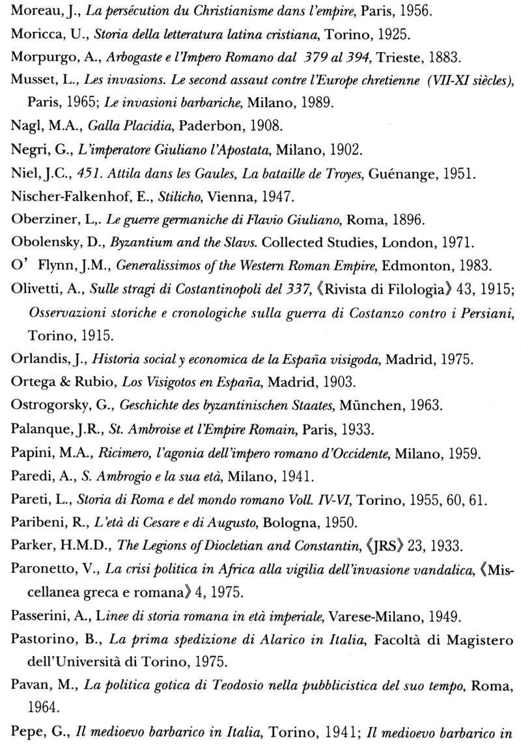 Moreau, J., La persécution du Christianisme dans l'empire, Paris, 1956.
Moricca, U., Storia della letteratura latina cristiana, Torino, 1925.
Morpurgo, A., Arbogaste e l'Impero Romano dal 379 al 394, Trieste, 1883.
Musset, L., Les invasions. Le second assaut contre l'Europe chretienne (VII-XI siècles),
Paris, 1965; Le invasioni barbariche, Milano, 1989.
Nagl, M.A., Galla Placidia, Paderbon, 1908.
Negri, G., L'imperatore Giuliano l'Apostata, Milano, 1902.
Niel, J.C., 451. Attila dans les Gaules, La bataille de Troyes, Guénange, 1951.
Nischer-Falkenhof, E., Stilicho, Vienna, 1947.
Oberziner, L,. Le guerre germaniche di Flavio Giuliano, Roma, 1896.
Obolensky, D., Byzantium and the Slavs. Collected Studies, London, 1971.
O’ Flynn, J.M., Generalissimos of the Western Roman Empire, Edmonton, 1983.
Olivetti, A., Sulle stragi di Costantinopoli del 337, 《Rivista di Filologia》 43, 1915;
Osservazioni storiche e cronologiche sulla guerra di Costanzo contro i Persiani,
Torino, 1915.
Orlandis, J., Historia social y economica de la España visigoda, Madrid, 1975.
Ortega & Rubio, Los Visigotos en España, Madrid, 1903.
Ostrogorsky, G., Geschichte des byzantinischen Staates, München, 1963.
Palanque, J.R., St. Ambroise et l'Empire Romain, Paris, 1933.
Papini, M.A., Ricimero, l'agonia dell'impero romano d'Occidente, Milano, 1959.
Paredi, A., S. Ambrogio e la sua età, Milano, 1941.
Pareti, L., Storia di Roma e del mondo romano Voll. IV-VI, Torino, 1955, 60, 61.
Paribeni, R., L'età di Cesare e di Augusto, Bologna, 1950.
Parker, H.M.D., The Legions of Diocletian and Constantin, 《JRS》 23, 1933.
Paronetto, V., La crisi politica in Africa alla vigilia dell'invasione vandalica, 《Mis-
cellanea greca e romana》 4, 1975.
Passerini, A., Linee di storia romana in età imperiale, Varese-Milano, 1949.
Pastorino, B., La prima spedizione di Alarico in Italia, Facoltà di Magistero
dell'Università di Torino, 1975.
Pavan, M., La politica gotica di Teodosio nella pubblicistica del suo tempo, Roma,
1964.
Pepe, G., Il medioevo barbarico in Italia, Torino, 1941; Il medioevo barbarico in